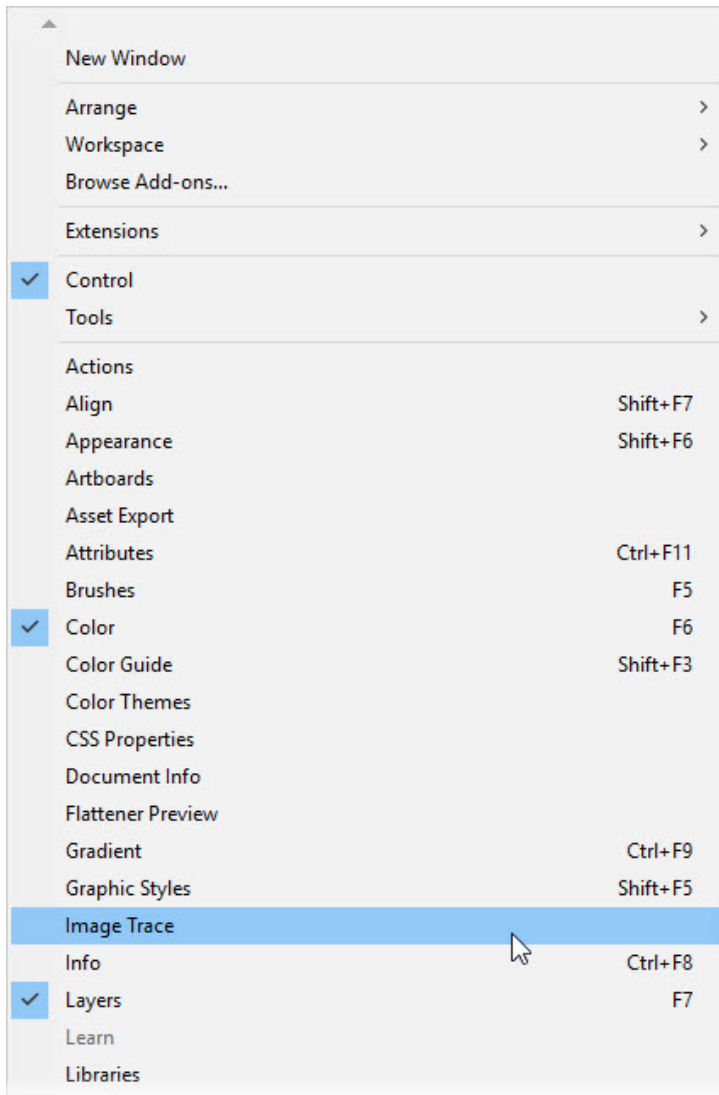 New Window
Arrange
Workspace
Browse Add-ons...
Extensions
Control
Tools
Actions
Align Shift+F7
Appearance Shift+F6
Artboards
Asset Export
Attributes Ctrl+F11
Brushes F5
Color F6
Color Guide Shift+F3
Color Themes
CSS Properties
Document Info
Flattener Preview
Gradient Ctrl+F9
Graphic Styles Shift+F5
Image Trace
Info Ctrl+F8
Layers F7
Learn
Libraries